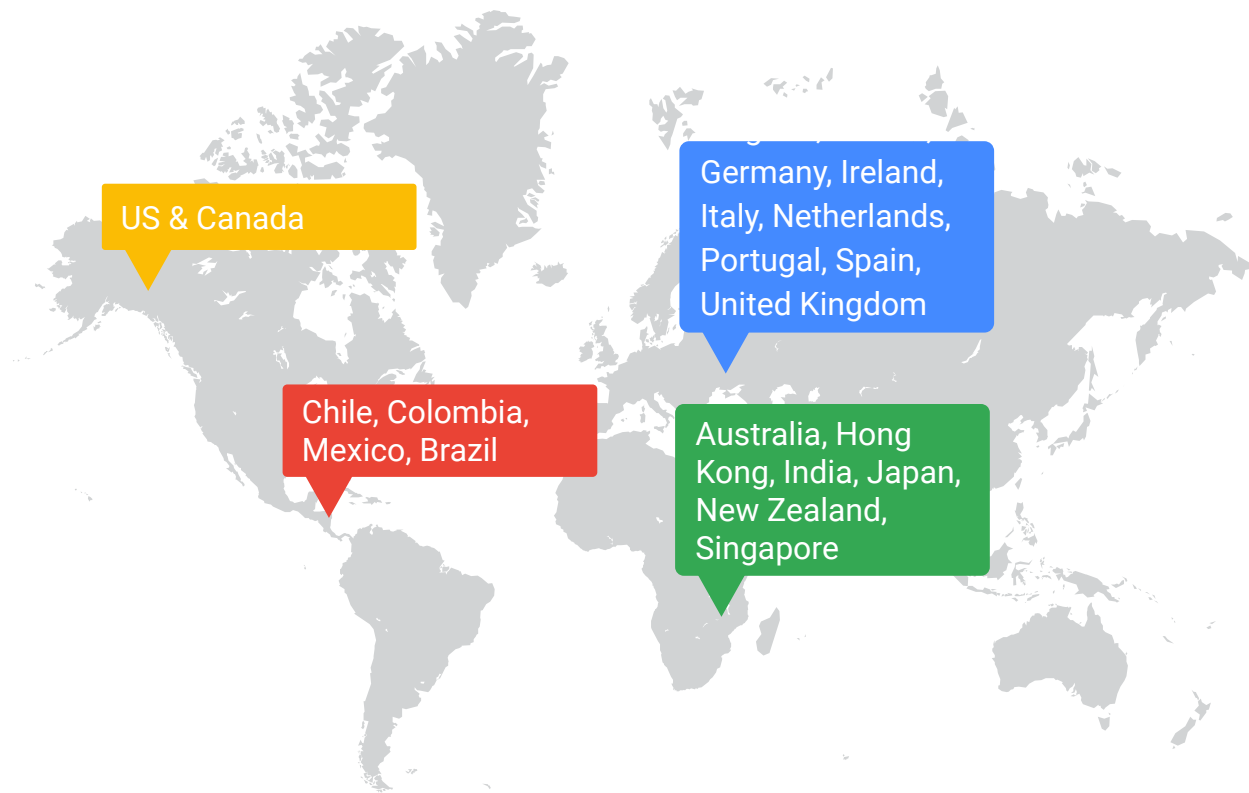 US & Canada
Germany, Ireland,
Italy, Netherlands,
Portugal, Spain,
United Kingdom
Chile, Colombia,
Mexico, Brazil
Australia, Hong
Kong, India, Japan,
New Zealand,
Singapore